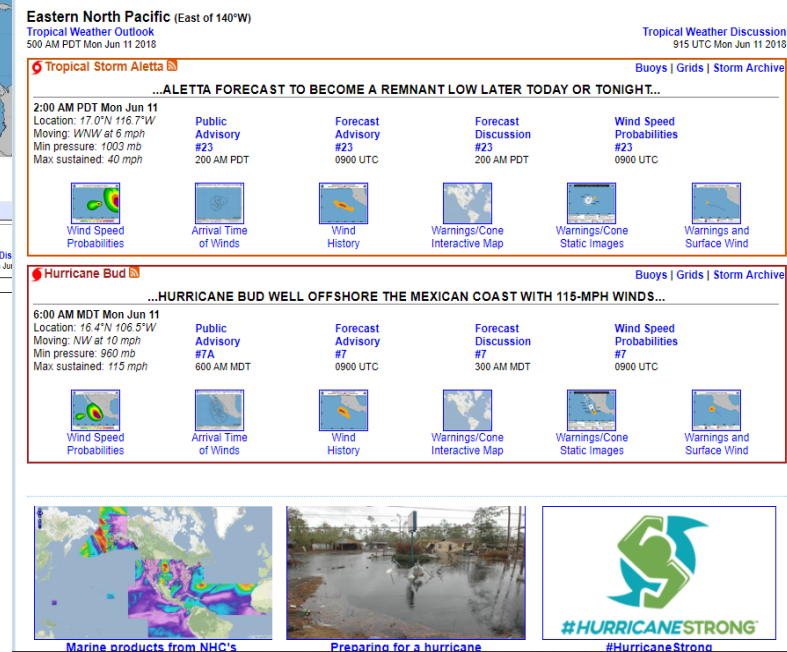 Eastern North Pacific (East of 140°W)
Tropical Weather Outlook
500 AM PDT Mon Jun 11 2018
Tropical Weather Discussion
915 UTC Mon Jun 11 2018
Tropical Storm Aletta
Buoys | Grids | Storm Archive
...ALETTA FORECAST TO BECOME A REMNANT LOW LATER TODAY OR TONIGHT...
2:00 AM PDT Mon Jun 11
Location: 17.0°N 116.7°W
Moving: WNW at 6 mph
Min pressure: 1003 mb
Max sustained: 40 mph
Public
Advisory
#23
200 AM PDT
Forecast
Advisory
#23
0900 UTC
Forecast
Discussion
#23
200 AM PDT
Wind Speed
Probabilities
#23
0900 UTC
Wind Speed
Probabilities
Arrival Time
of Winds
Wind
History
Warnings/Cone
Interactive Map
Warnings/Cone
Static Images
Warnings and
Surface Wind
Hurricane Bud
Buoys | Grids | Storm Archive
...HURRICANE BUD WELL OFFSHORE THE MEXICAN COAST WITH 115-MPH WINDS...
6:00 AM MDT Mon Jun 11
Location: 16.4°N 106.5°W
Moving: NW at 10 mph
Min pressure: 960 mb
Max sustained: 115 mph
Public
Advisory
#7A
600 AM MDT
Forecast
Advisory
#7
0900 UTC
Forecast
Discussion
#7
300 AM MDT
Wind Speed
Probabilities
#7
0900 UTC
Wind Speed
Probabilities
Arrival Time
of Winds
Wind
History
Warnings/Cone
Interactive Map
Warnings/Cone
Static Images
Warnings and
Surface Wind
#HURRICANESTRONG
Marine products from NHC's
Preparing for a hurricane
#HurricaneStrong